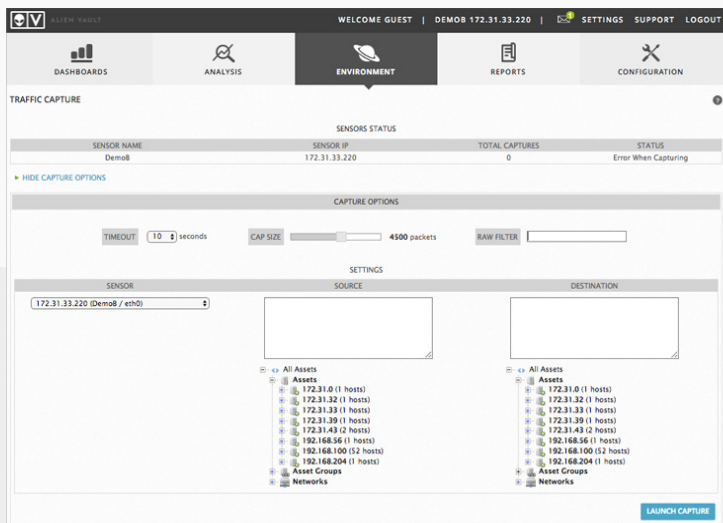 ALIEN VAULT
WELCOME GUEST | DEMOB 172.31.33.220 | 9 SETTINGS SUPPORT LOGOUT
DASHBOARDS ANALYSIS ENVIRONMENT REPORTS CONFIGURATION
TRAFFIC CAPTURE ?
SENSORS STATUS
SENSOR NAME SENSOR IP TOTAL CAPTURES STATUS
DemoB 172.31.33.220 0 Error When Capturing
HIDE CAPTURE OPTIONS
CAPTURE OPTIONS
TIMEOUT 10 seconds CAP SIZE 4500 packets RAW FILTER
SETTINGS
SENSOR SOURCE DESTINATION
172.31.33.220 (DemoB / eth0)
All Assets All Assets
Assets Assets
172.31.0 (1 hosts) 172.31.0 (1 hosts)
172.31.32 (1 hosts) 172.31.32 (1 hosts)
172.31.33 (1 hosts) 172.31.33 (1 hosts)
172.31.39 (1 hosts) 172.31.39 (1 hosts)
172.31.43 (2 hosts) 172.31.43 (2 hosts)
192.168.56 (1 hosts) 192.168.56 (1 hosts)
192.168.100 (52 hosts) 192.168.100 (52 hosts)
192.168.204 (1 hosts) 192.168.204 (1 hosts)
Asset Groups Asset Groups
Networks Networks
LAUNCH CAPTURE